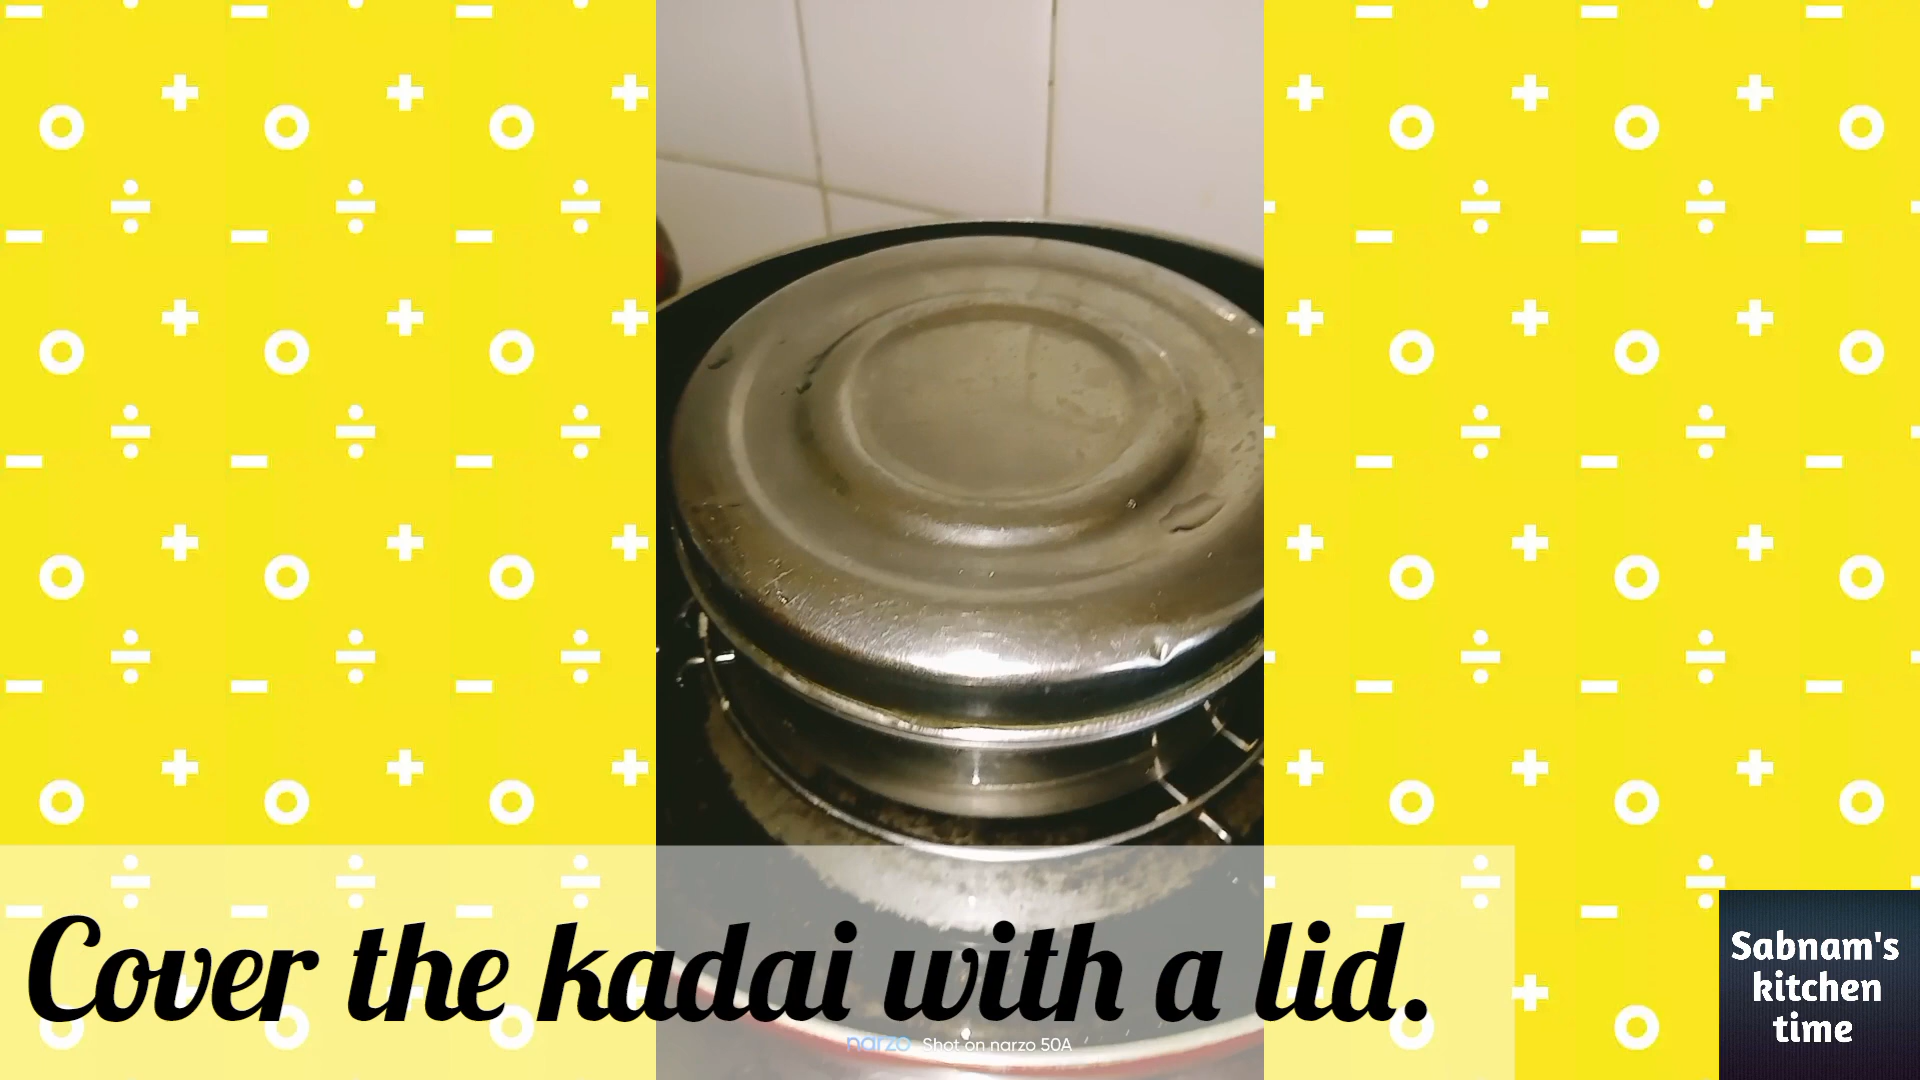 Cover the kadai with a lid.
Sabnam's
kitchen
time
narzo Shot on narzo 50A